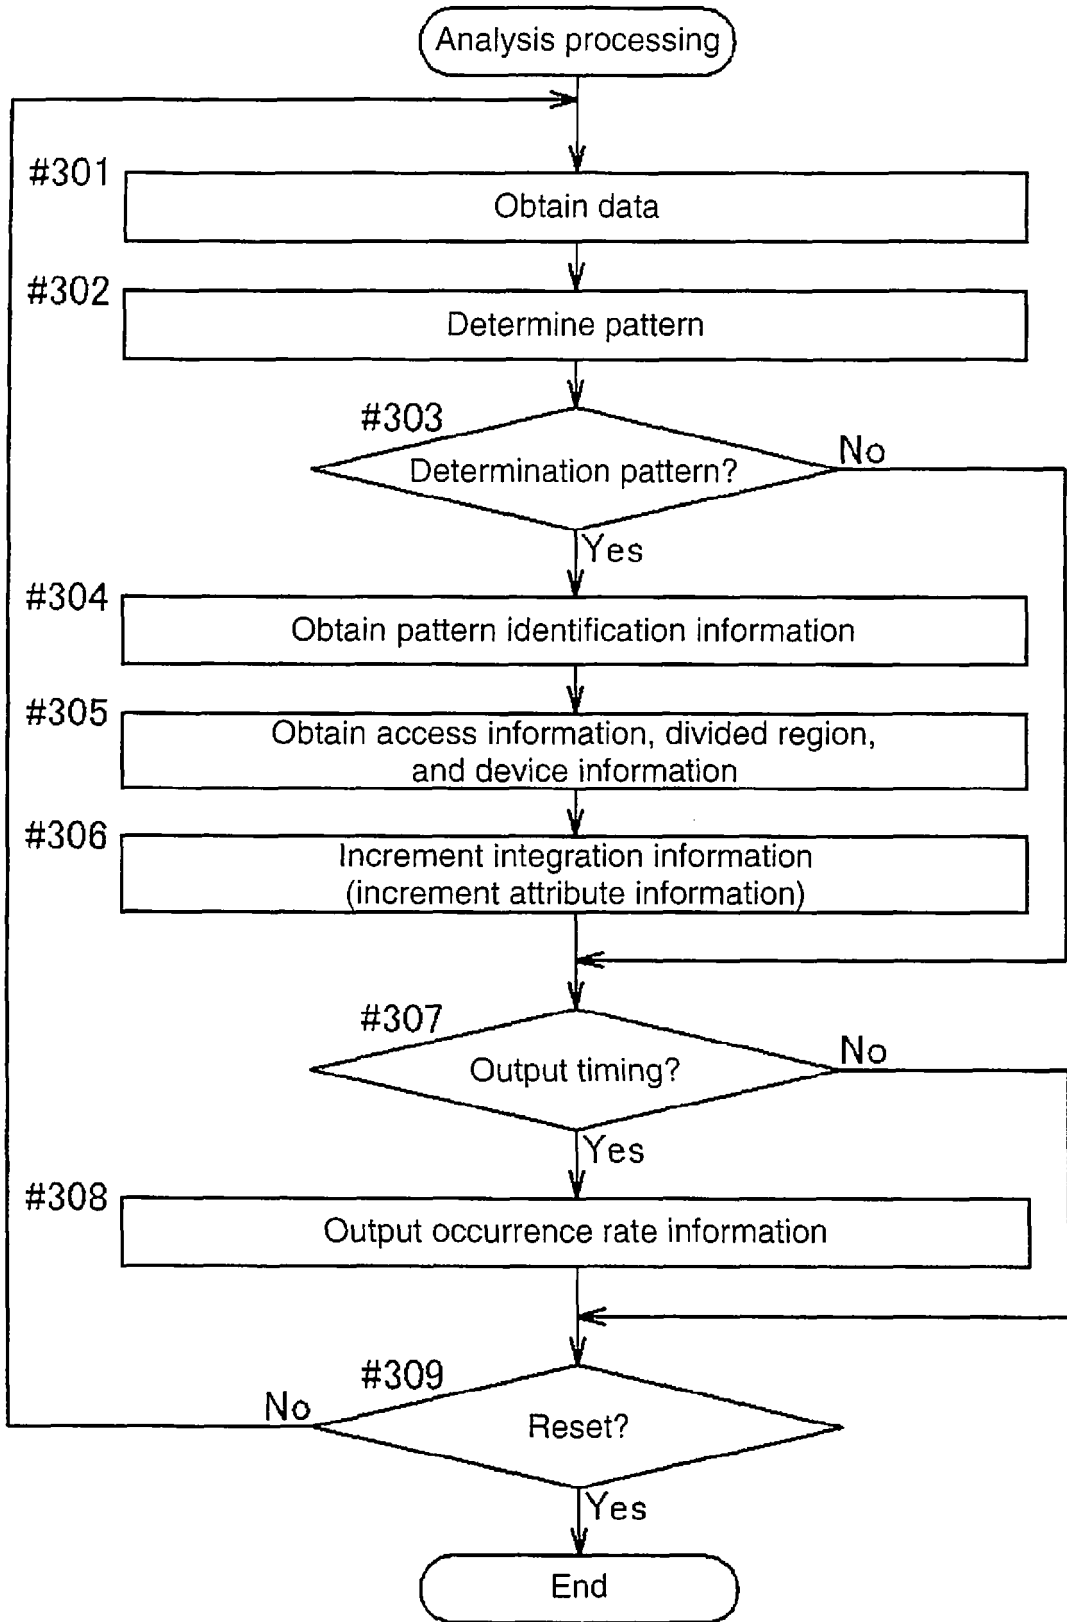 Analysis processing
#301
Obtain data
#302
Determine pattern
#303
Determination pattern?
No
Yes
#304
Obtain pattern identification information
#305
Obtain access information, divided region,
and device information
#306
Increment integration information
(increment attribute information)
#307
Output timing?
No
Yes
#308
Output occurrence rate information
#309
No
Reset?
Yes
End